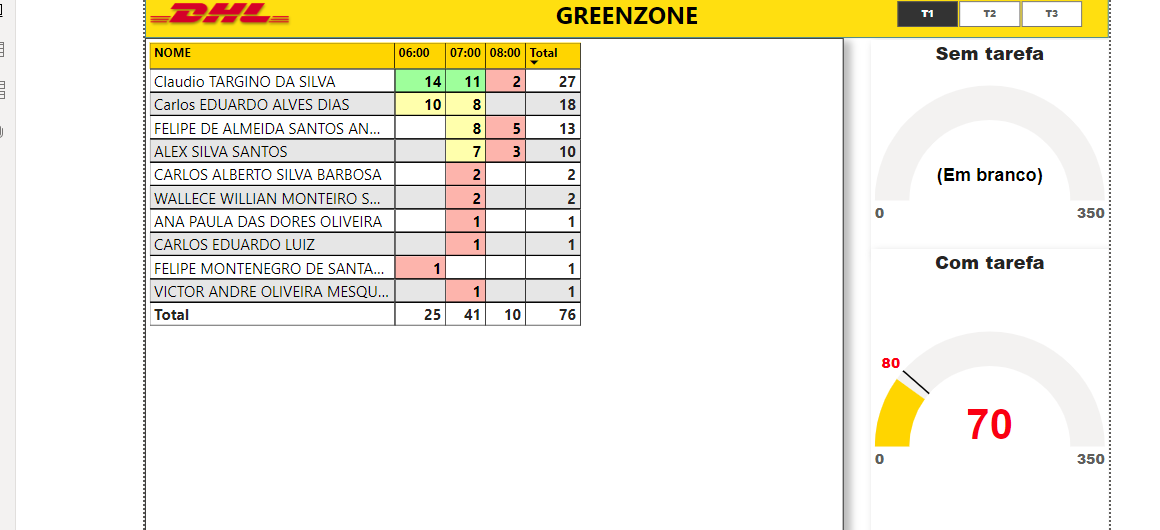 DHL
GREENZONE
T1 T2 T3
NOME 06:00 07:00 08:00 Total
Claudio TARGINO DA SILVA 14 11 2 27
Carlos EDUARDO ALVES DIAS 10 8 18
FELIPE DE ALMEIDA SANTOS AN... 8 5 13
ALEX SILVA SANTOS 7 3 10
CARLOS ALBERTO SILVA BARBOSA 2 2
WALLECE WILLIAN MONTEIRO S... 2 2
ANA PAULA DAS DORES OLIVEIRA 1 1
CARLOS EDUARDO LUIZ 1 1
FELIPE MONTENEGRO DE SANTA... 1 1
VICTOR ANDRE OLIVEIRA MESQU... 1 1
Total 25 41 10 76
Sem tarefa
(Em branco)
0 350
Com tarefa
80
70
0 350